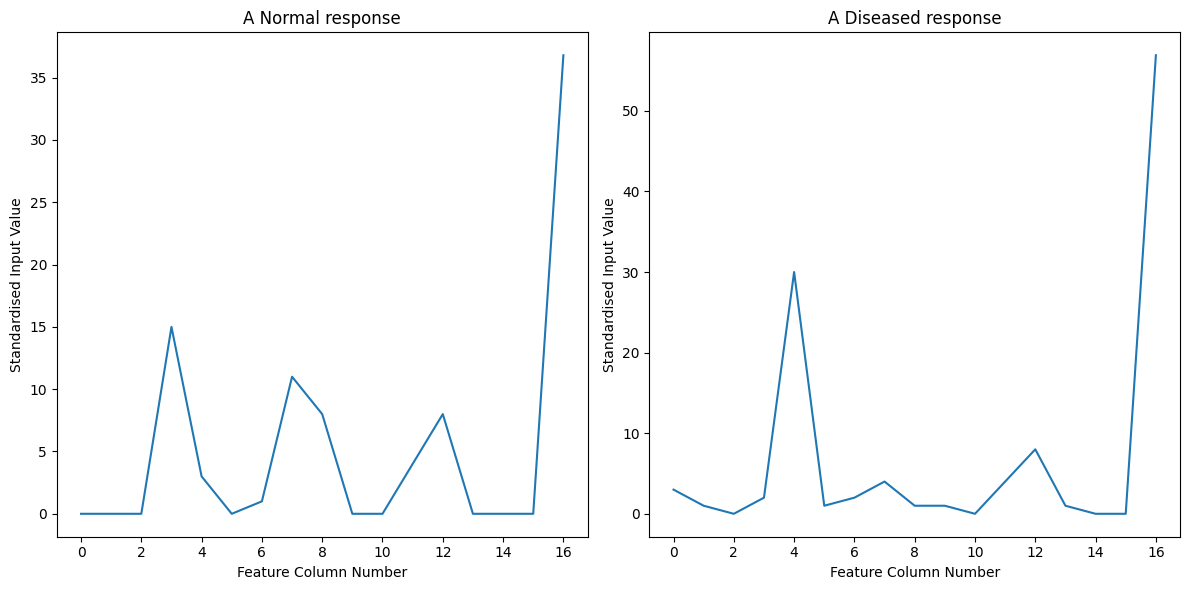 A Normal response
35
30
25
20
15
10
5
0
Standardised Input Value
0 2 4 6 8 10 12 14 16
Feature Column Number
A Diseased response
50
40
30
20
10
0
Standardised Input Value
0 2 4 6 8 10 12 14 16
Feature Column Number